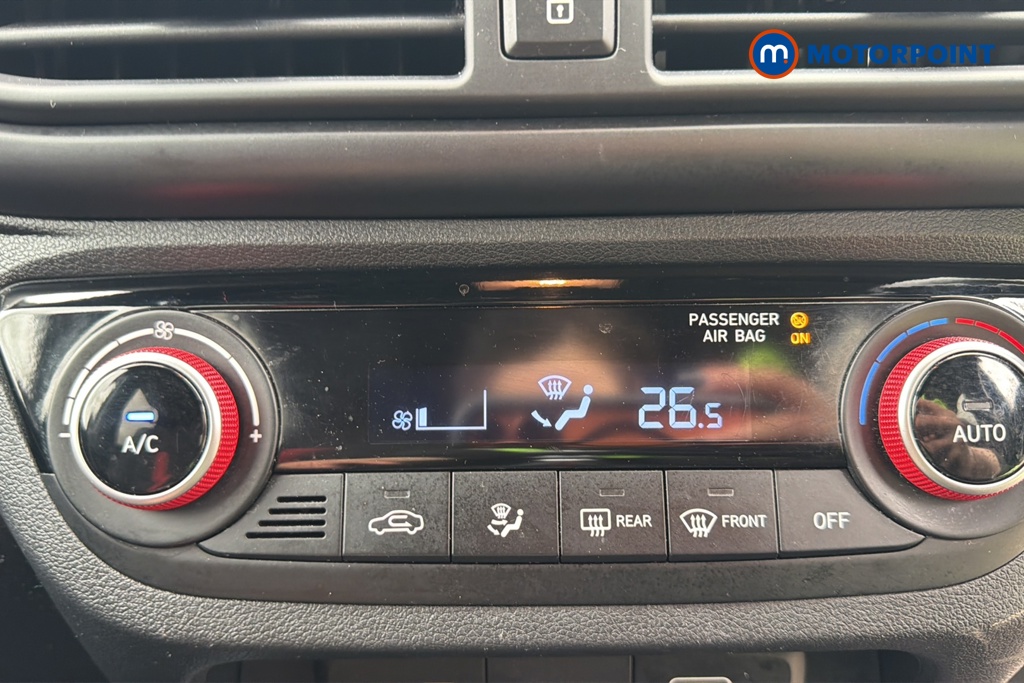 m MOTORPOINT
PASSENGER
AIR BAG ON
26.5
A/C
- +
AUTO
REAR
FRONT
OFF